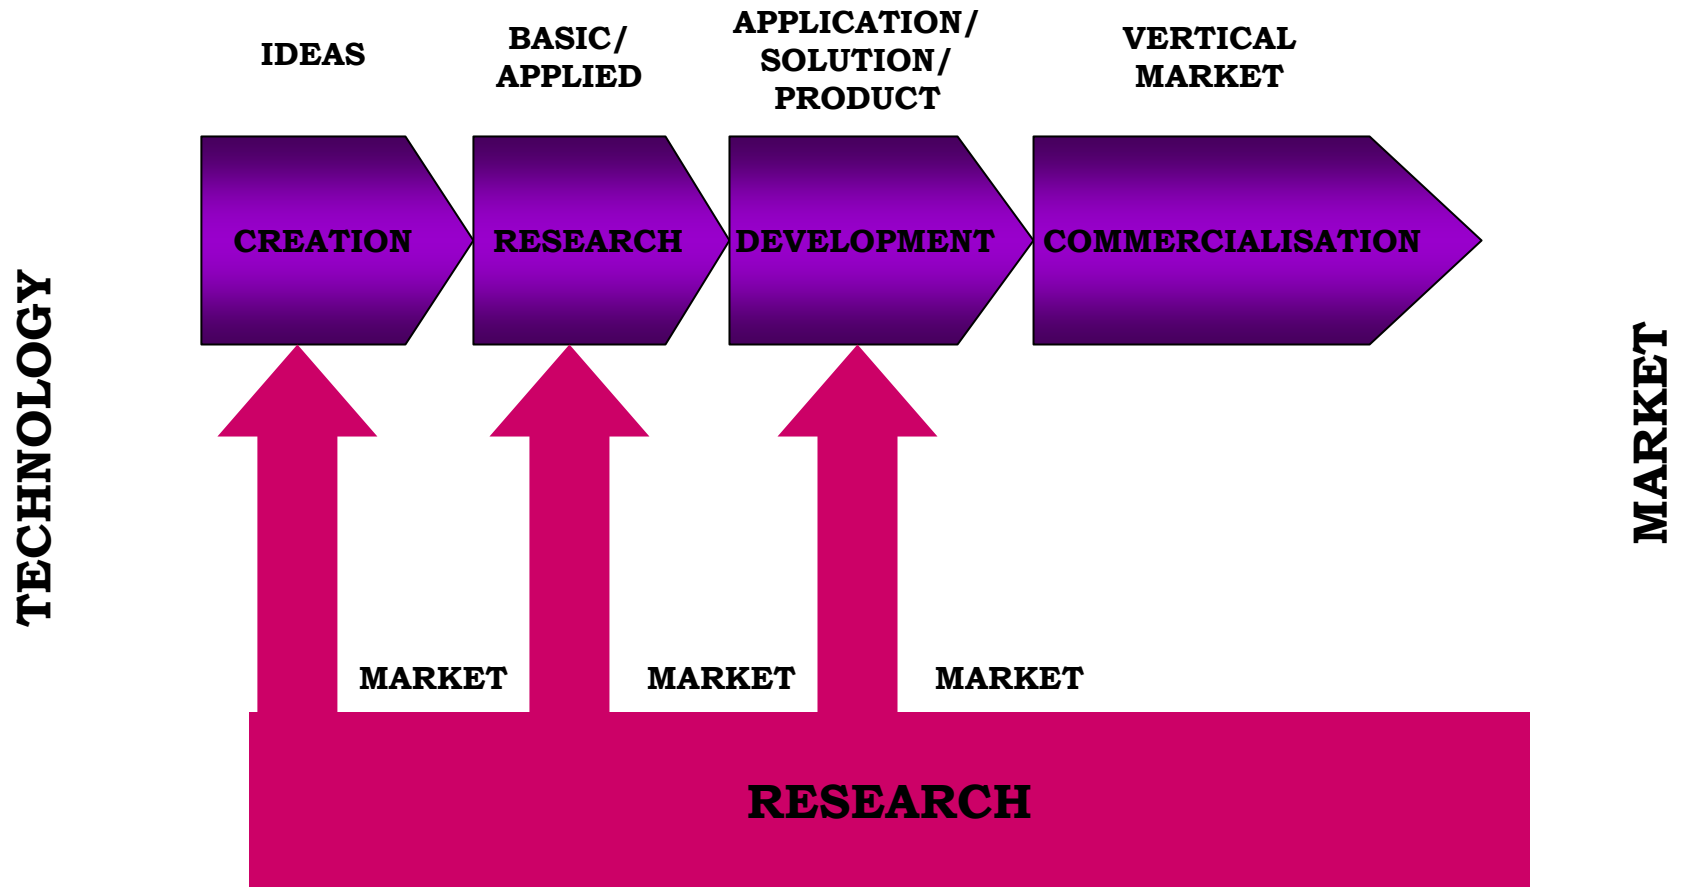 IDEAS
BASIC/
APPLIED
APPLICATION/
SOLUTION/
PRODUCT
VERTICAL
MARKET
CREATION
RESEARCH
DEVELOPMENT
COMMERCIALISATION
TECHNOLOGY
MARKET
MARKET
MARKET
MARKET
RESEARCH